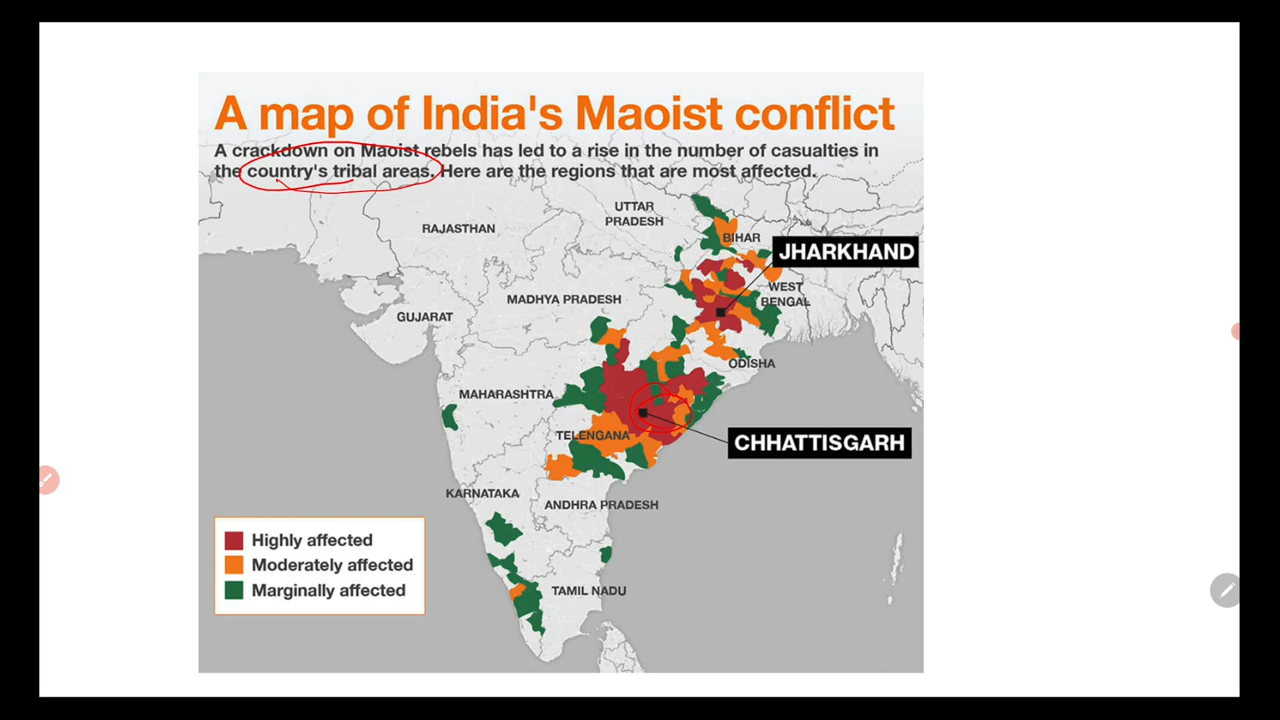 A map of India's Maoist conflict
A crackdown on Maoist rebels has led to a rise in the number of casualties in
the country's tribal areas. Here are the regions that are most affected.
UTTAR
PRADESH
RAJASTHAN
BIHAR
JHARKHAND
WEST
BENGAL
MADHYA PRADESH
GUJARAT
ODISHA
MAHARASHTRA
TELENGANA
CHHATTISGARH
KARNATAKA
ANDHRA PRADESH
Highly affected
Moderately affected
Marginally affected
TAMIL NADU